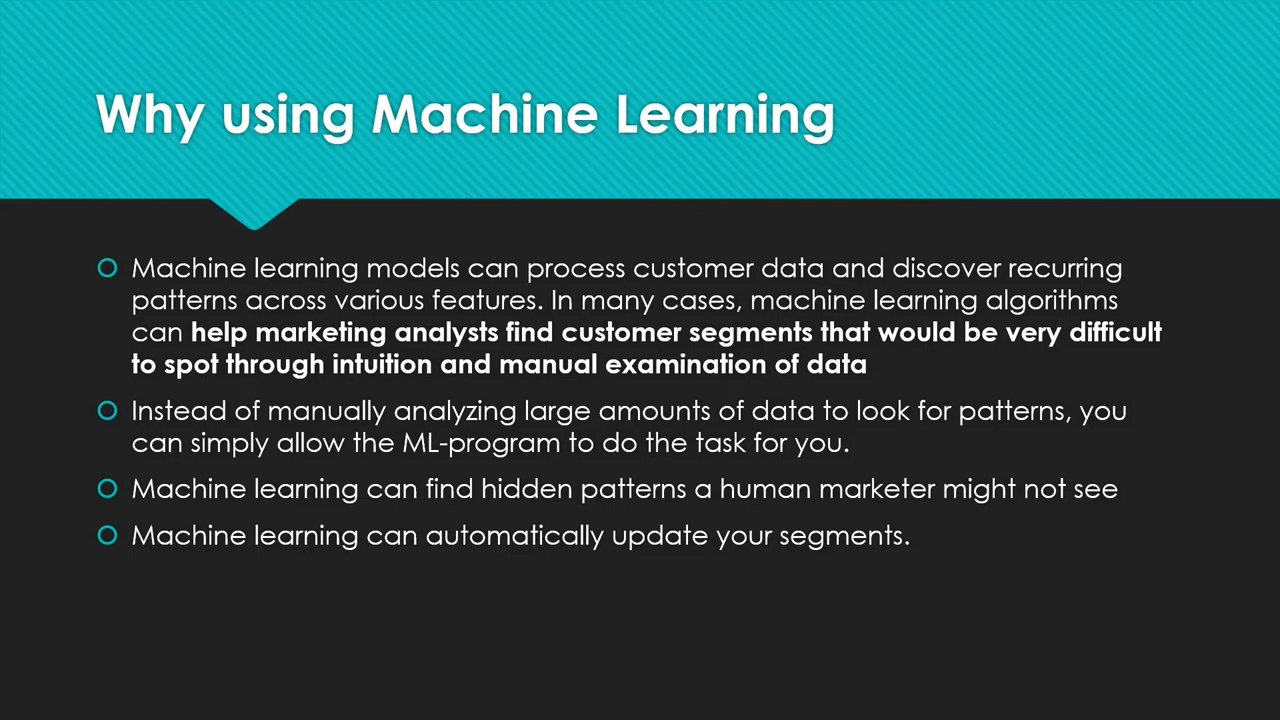 Why using Machine Learning
Machine learning models can process customer data and discover recurring
patterns across various features. In many cases, machine learning algorithms
can help marketing analysts find customer segments that would be very difficult
to spot through intuition and manual examination of data
Instead of manually analyzing large amounts of data to look for patterns, you
can simply allow the ML-program to do the task for you.
Machine learning can find hidden patterns a human marketer might not see
Machine learning can automatically update your segments.